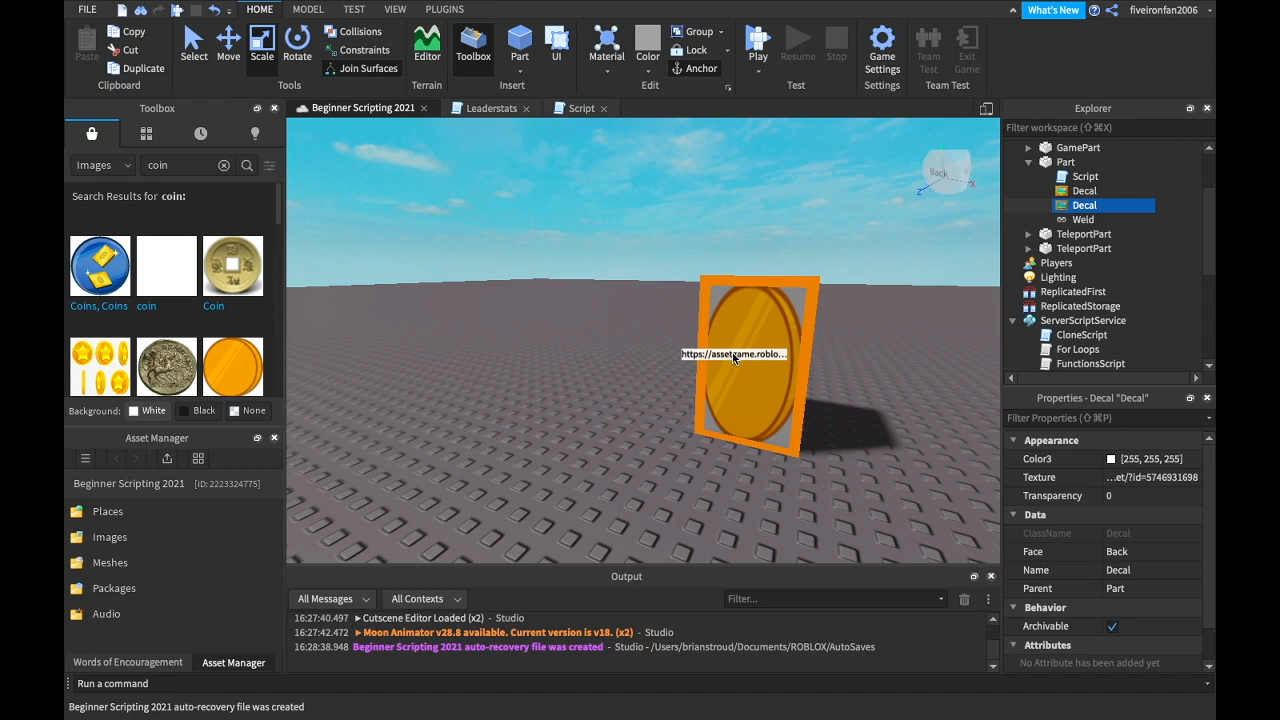 FILE HOME MODEL TEST VIEW PLUGINS What's New fiveironfan2006
Paste Copy Cut Duplicate Clipboard
Select Move Scale Rotate Collisions Constraints Join Surfaces Tools
Editor Terrain
Toolbox Part UI Insert
Material Color Group Lock Anchor Edit
Play Resume Stop Test
Game Settings Settings
Team Test Exit Game Team Test
Toolbox
Images coin
Search Results for coin:
Coins, Coins coin Coin
Background: White Black None
Asset Manager
Beginner Scripting 2021 [ID: 2223324775]
Places
Images
Meshes
Packages
Audio
Words of Encouragement Asset Manager
Beginner Scripting 2021 Leaderstats Script
Back
Z X
https://assetgame.roblo...
Output
All Messages All Contexts Filter...
16:27:40.497 Cutscene Editor Loaded (x2) - Studio
16:27:42.472 Moon Animator v28.8 available. Current version is v18. (x2) - Studio
16:28:38.948 Beginner Scripting 2021 auto-recovery file was created - Studio - /Users/brianstroud/Documents/ROBLOX/AutoSaves
Explorer
Filter workspace (⇧⌘X)
GamePart
Part
Script
Decal
Decal
Weld
TeleportPart
TeleportPart
Players
Lighting
ReplicatedFirst
ReplicatedStorage
ServerScriptService
CloneScript
For Loops
FunctionsScript
Properties - Decal "Decal"
Filter Properties (⇧⌘P)
Appearance
Color3 [255, 255, 255]
Texture ...et/?id=5746931698
Transparency 0
Data
ClassName Decal
Face Back
Name Decal
Parent Part
Behavior
Archivable
Attributes
No Attribute has been added yet
Run a command
Beginner Scripting 2021 auto-recovery file was created